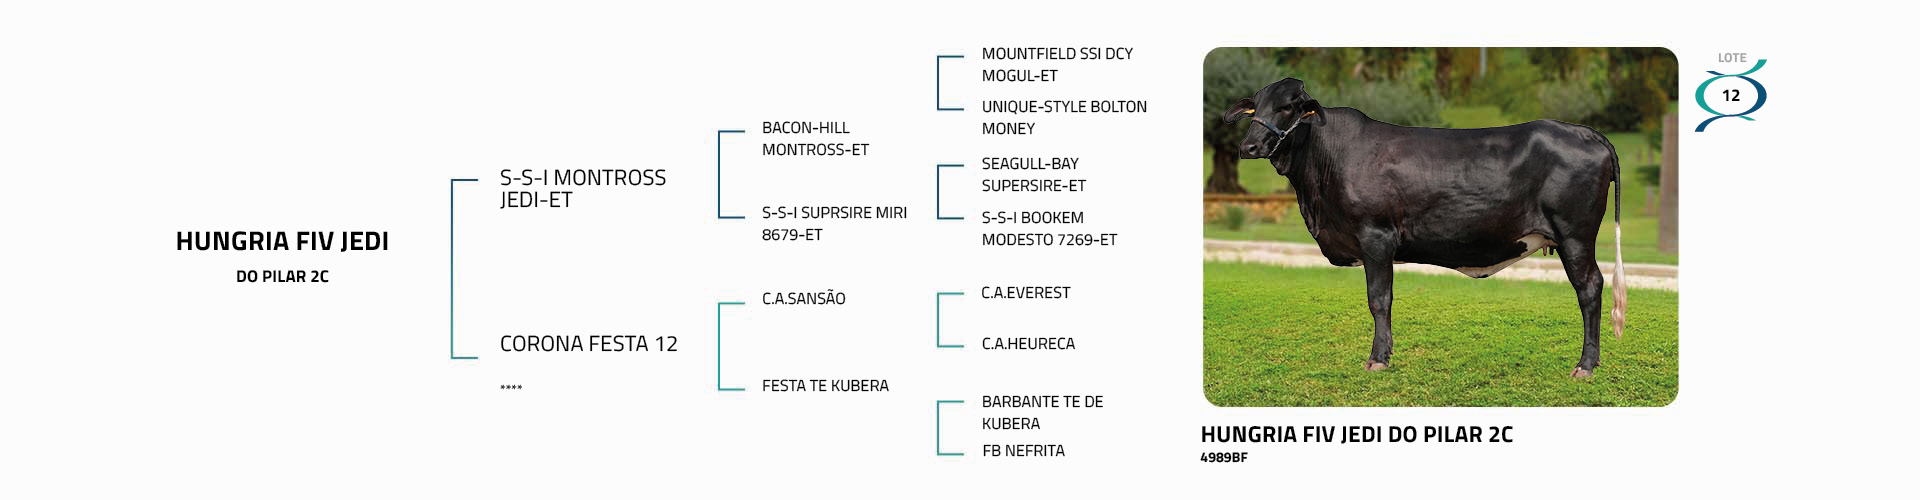 HUNGRIA FIV JEDI
DO PILAR 2C
S-S-I MONTROSS
JEDI-ET
CORONA FESTA 12
****
BACON-HILL
MONTROSS-ET
S-S-I SUPRSIRE MIRI
8679-ET
C.A.SANSÃO
FESTA TE KUBERA
MOUNTFIELD SSI DCY
MOGUL-ET
UNIQUE-STYLE BOLTON
MONEY
SEAGULL-BAY
SUPERSIRE-ET
S-S-I BOOKEM
MODESTO 7269-ET
C.A.EVEREST
C.A.HEURECA
BARBANTE TE DE
KUBERA
FB NEFRITA
LOTE
12
HUNGRIA FIV JEDI DO PILAR 2C
4989BF